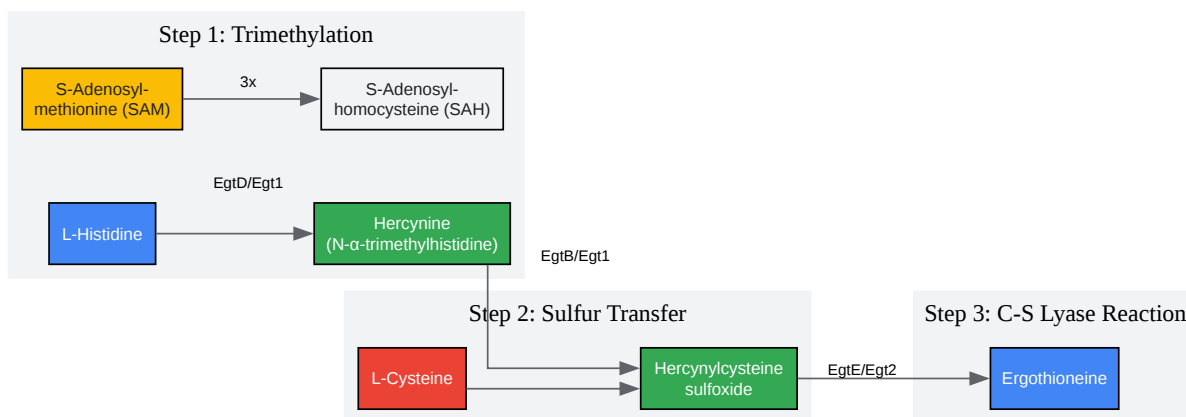 Step 1: Trimethylation
S-Adenosyl-
methionine (SAM)
3x
S-Adenosyl-
homocysteine (SAH)
EgtD/Egt1
L-Histidine
Hercynine
(N-α-trimethylhistidine)
EgtB/Egt1
Step 2: Sulfur Transfer
L-Cysteine
Hercynylcysteine
sulfoxide
EgtE/Egt2
Step 3: C-S Lyase Reaction
Ergothioneine